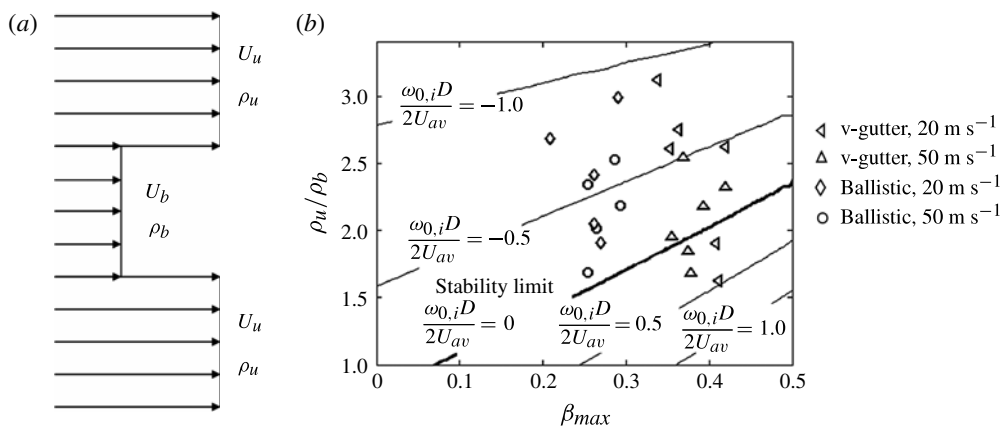 (a)
U_u
ρ_u
U_b
ρ_b
U_u
ρ_u
(b)
ρ_u/ρ_b
3.0
2.5
2.0
1.5
1.0
0
0.1
0.2
0.3
0.4
0.5
β_max
ω_{0,i}D / 2U_{av} = −1.0
ω_{0,i}D / 2U_{av} = −0.5
Stability limit
ω_{0,i}D / 2U_{av} = 0
ω_{0,i}D / 2U_{av} = 0.5
ω_{0,i}D / 2U_{av} = 1.0
v-gutter, 20 m s⁻¹
v-gutter, 50 m s⁻¹
Ballistic, 20 m s⁻¹
Ballistic, 50 m s⁻¹